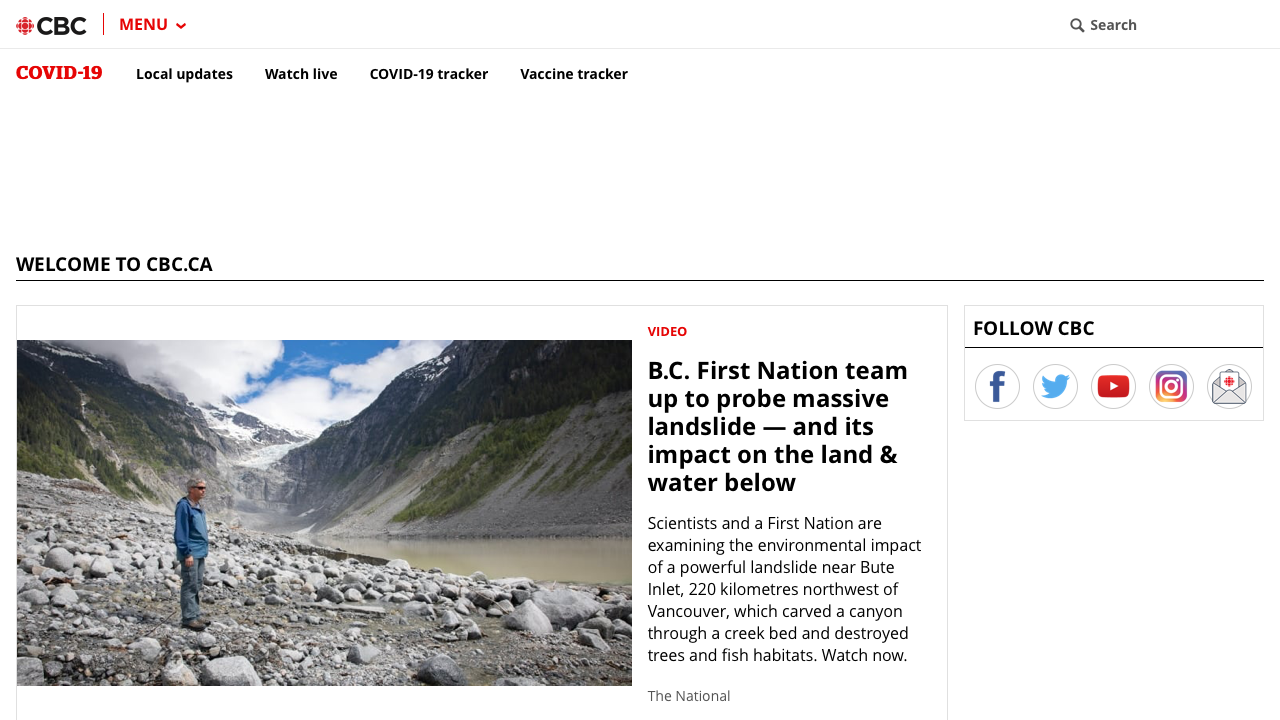 CBC MENU Search
COVID-19 Local updates Watch live COVID-19 tracker Vaccine tracker
WELCOME TO CBC.CA
VIDEO
B.C. First Nation team
up to probe massive
landslide — and its
impact on the land &
water below
Scientists and a First Nation are
examining the environmental impact
of a powerful landslide near Bute
Inlet, 220 kilometres northwest of
Vancouver, which carved a canyon
through a creek bed and destroyed
trees and fish habitats. Watch now.
The National
FOLLOW CBC